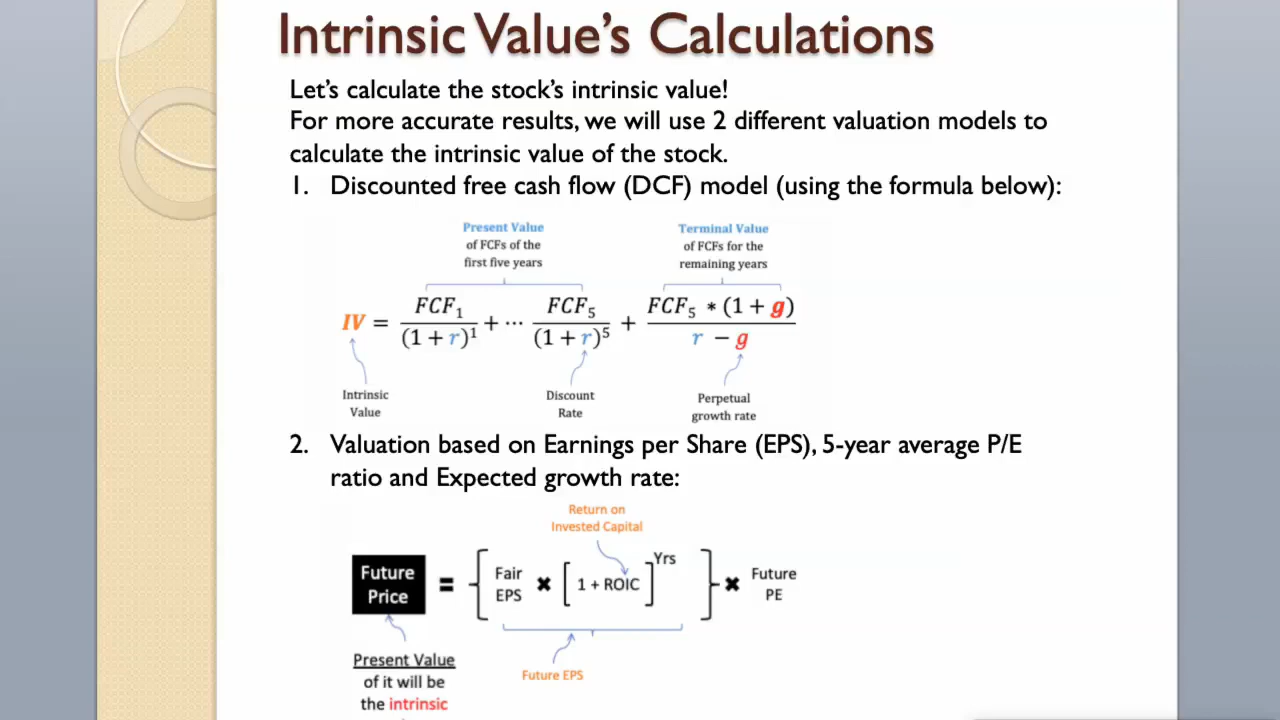 Intrinsic Value's Calculations
Let's calculate the stock's intrinsic value!
For more accurate results, we will use 2 different valuation models to
calculate the intrinsic value of the stock.
1. Discounted free cash flow (DCF) model (using the formula below):
Present Value
of FCFs of the
first five years
Terminal Value
of FCFs for the
remaining years
IV = FCF₁ / (1 + r)¹ + ⋯ FCF₅ / (1 + r)⁵ + FCF₅ * (1 + g) / r − g
Intrinsic
Value
Discount
Rate
Perpetual
growth rate
2. Valuation based on Earnings per Share (EPS), 5-year average P/E
ratio and Expected growth rate:
Return on
Invested Capital
Future
Price
= { Fair EPS × [ 1 + ROIC ] Yrs } × Future PE
Future EPS
Present Value
of it will be
the intrinsic